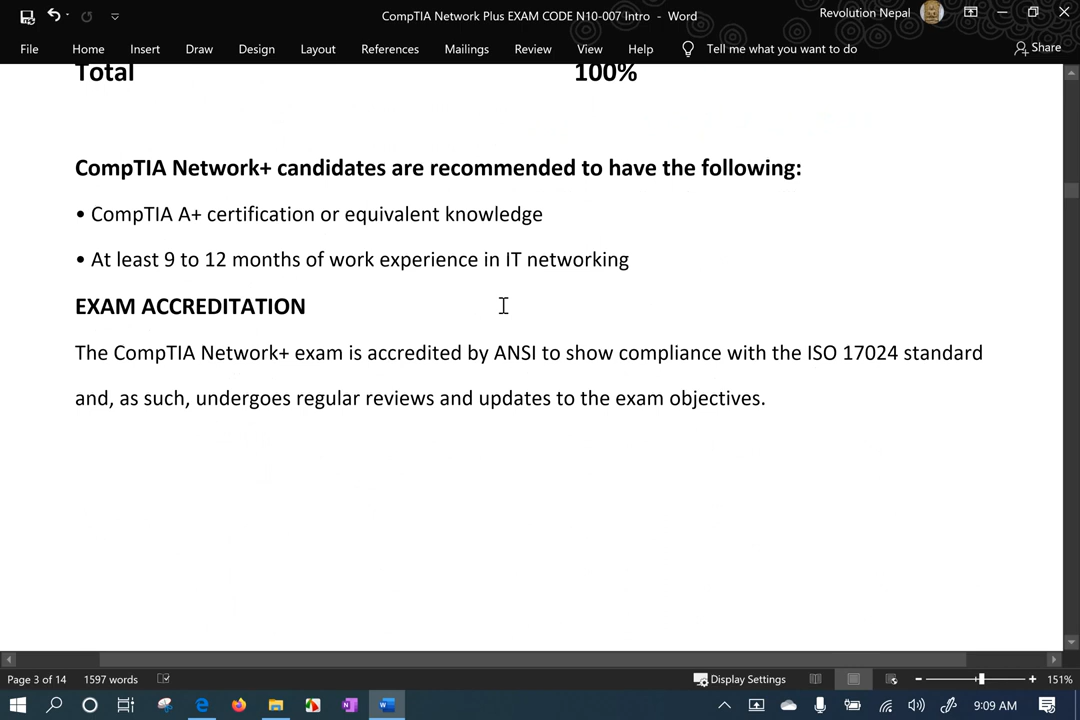 CompTIA Network Plus EXAM CODE N10-007 Intro - Word
Revolution Nepal
File Home Insert Draw Design Layout References Mailings Review View Help Tell me what you want to do Share
Total 100%
CompTIA Network+ candidates are recommended to have the following:
• CompTIA A+ certification or equivalent knowledge
• At least 9 to 12 months of work experience in IT networking
EXAM ACCREDITATION
The CompTIA Network+ exam is accredited by ANSI to show compliance with the ISO 17024 standard
and, as such, undergoes regular reviews and updates to the exam objectives.
Page 3 of 14 1597 words Display Settings 151%
9:09 AM